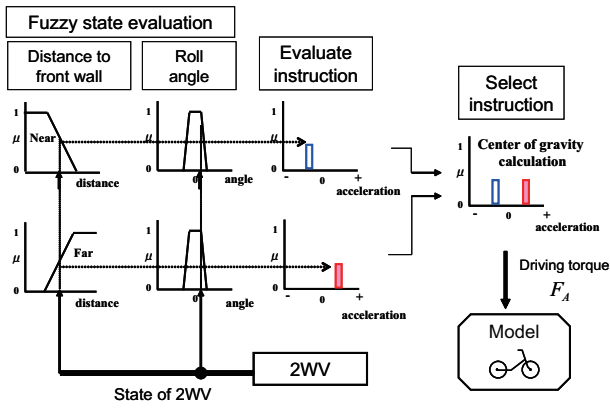 Fuzzy state evaluation
Distance to
front wall
Roll
angle
Evaluate
instruction
Select
instruction
1
μ
Near
0
distance
1
μ
0
0
angle
1
μ
0
-
0
+
acceleration
1
μ
Center of gravity
calculation
0
-
0
+
acceleration
1
μ
Far
0
distance
1
μ
0
0
angle
1
μ
0
-
0
+
acceleration
Driving torque
F_A
Model
2WV
State of 2WV